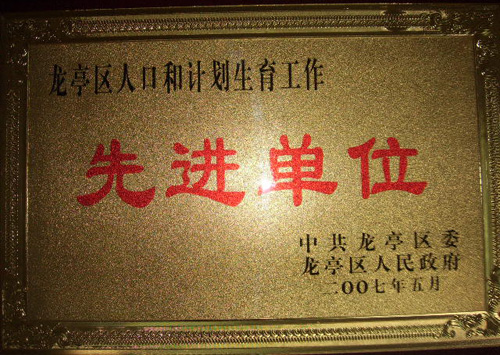 龙亭区人口和计划生育工作
先进单位
中共龙亭区委
龙亭区人民政府
二00七年五月